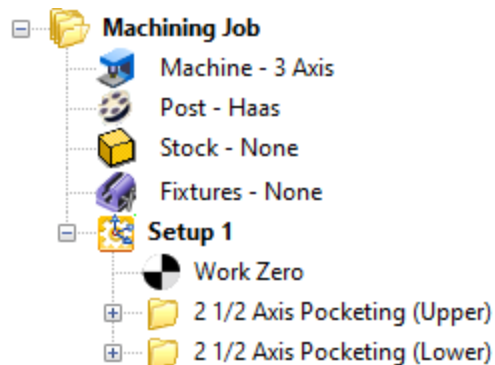 Machining Job
Machine - 3 Axis
Post - Haas
Stock - None
Fixtures - None
Setup 1
Work Zero
2 1/2 Axis Pocketing (Upper)
2 1/2 Axis Pocketing (Lower)